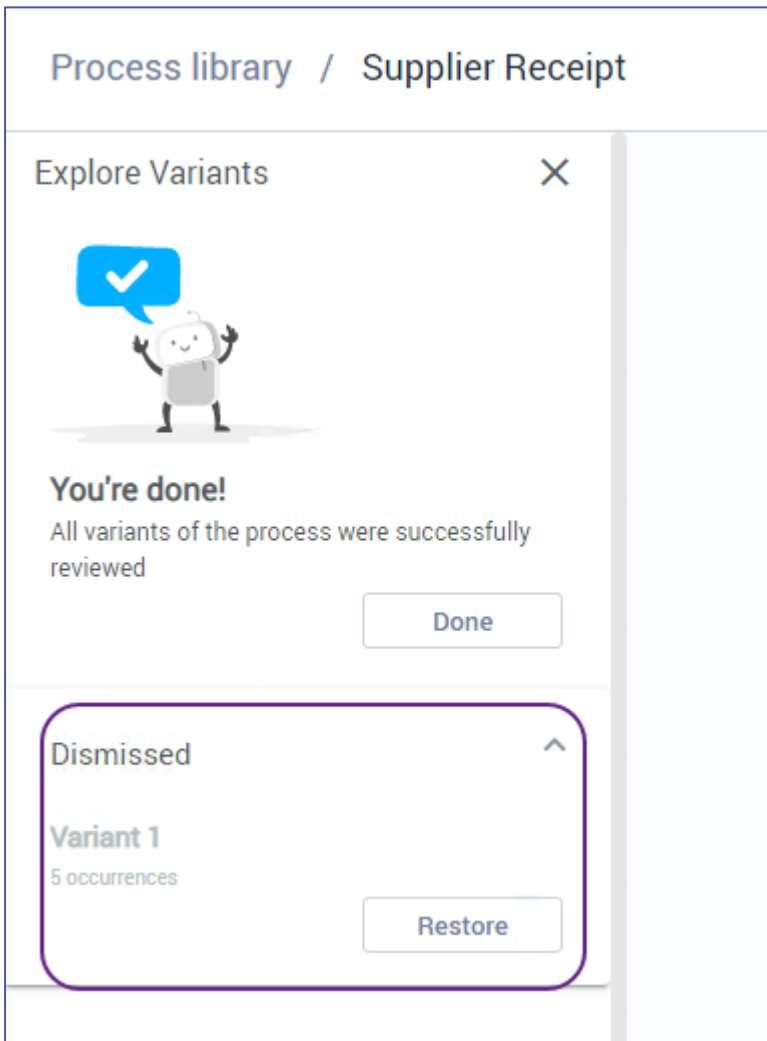 Process library / Supplier Receipt
Explore Variants
You're done!
All variants of the process were successfully
reviewed
Done
Dismissed
Variant 1
5 occurrences
Restore